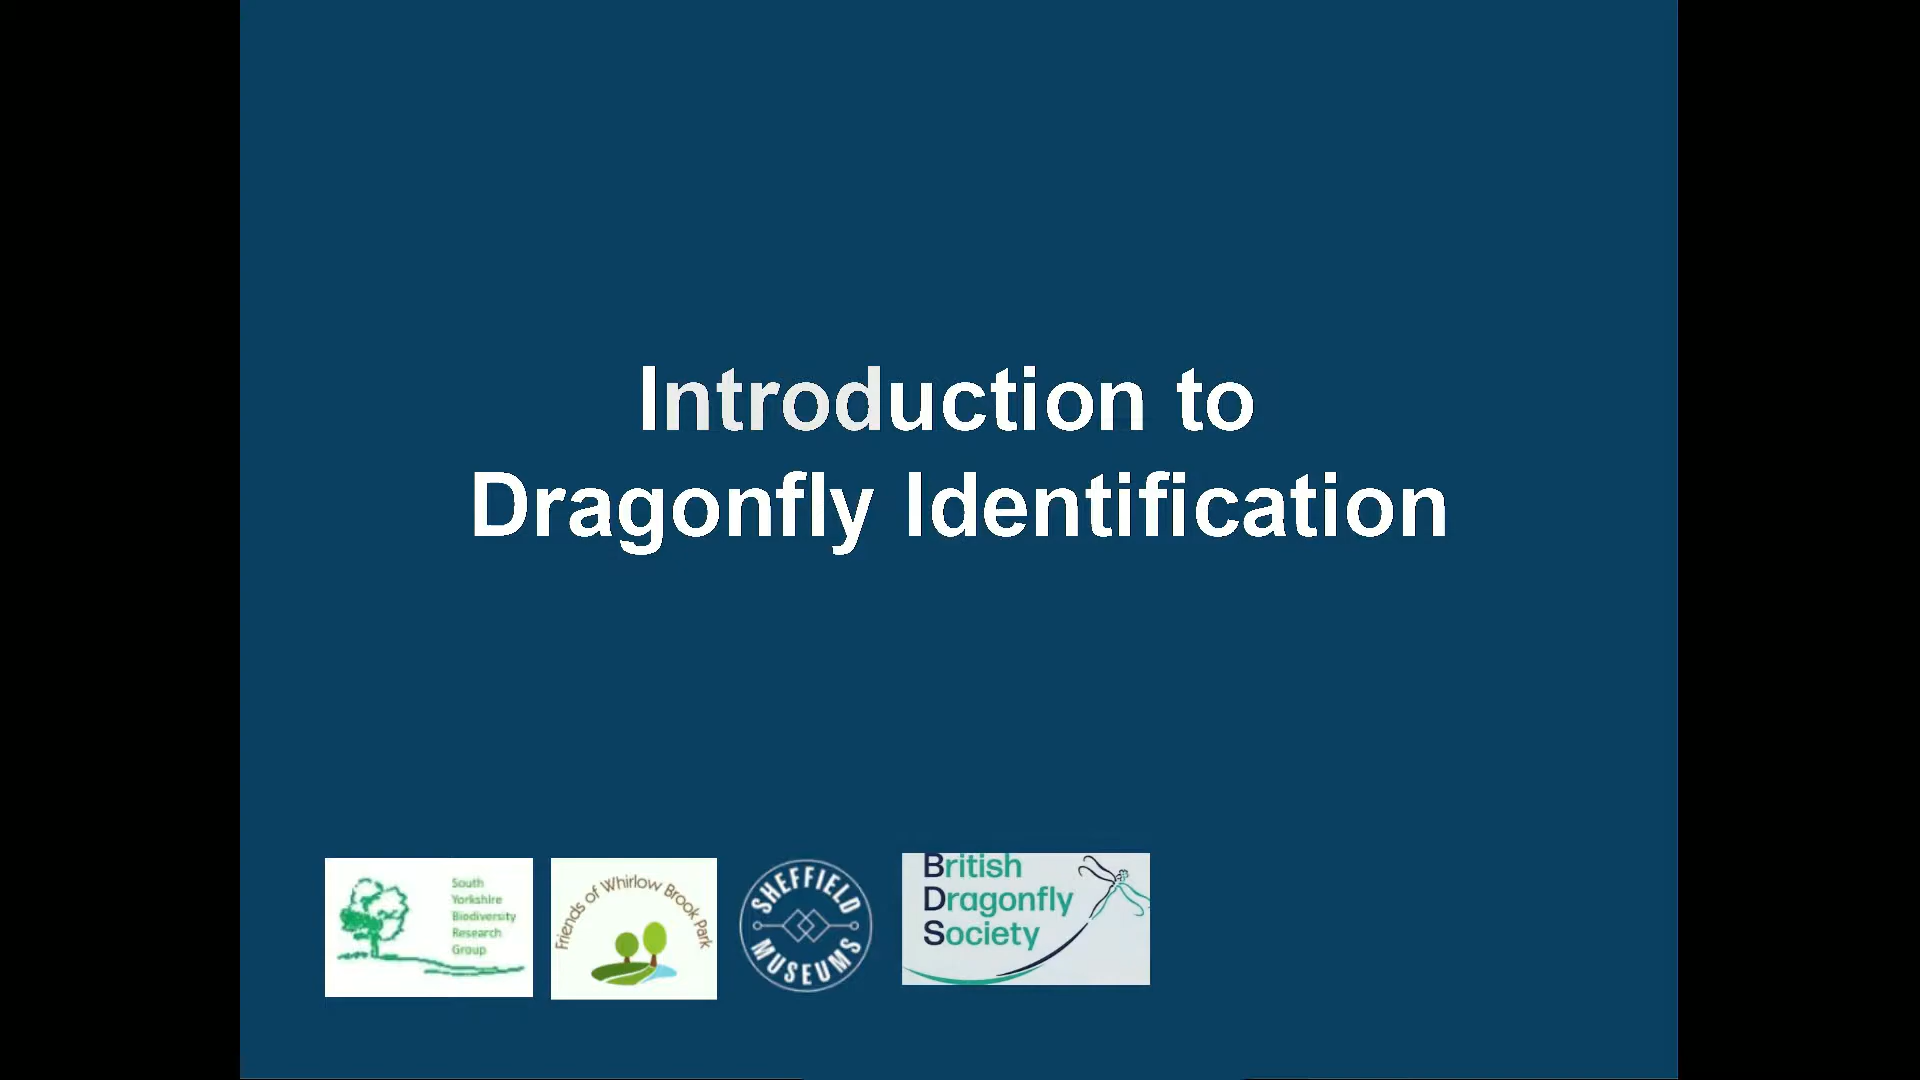 Introduction to
Dragonfly Identification
South
Yorkshire
Biodiversity
Research
Group
Friends of Whirlow Brook Park
SHEFFIELD
MUSEUMS
British
Dragonfly
Society